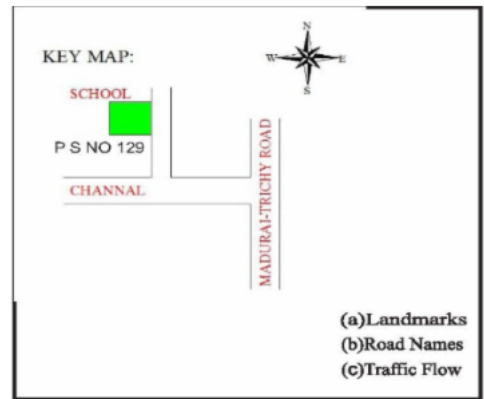 N
KEY MAP:
W E
S
SCHOOL
P S NO 129
CHANNAL
MADURAI-TRICHY ROAD
(a)Landmarks
(b)Road Names
(c)Traffic Flow